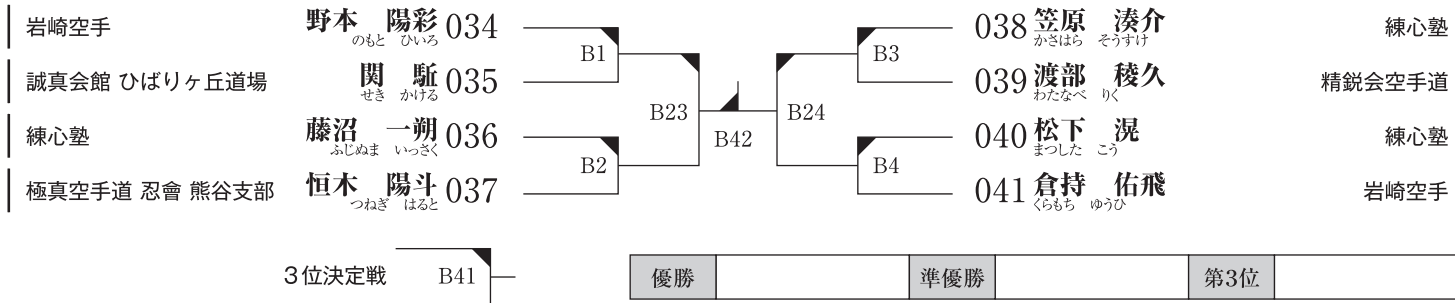 岩崎空手 野本 陽彩 034
のもと ひいろ
誠真会館 ひばりヶ丘道場 関 駈 035
せき かける
練心塾 藤沼 一朔 036
ふじぬま いっさく
極真空手道 忍會 熊谷支部 恒木 陽斗 037
つねぎ はると
B1
B2
B23
B42
B24
B3
B4
038 笠原 湊介 練心塾
かさはら そうすけ
039 渡部 稜久 精鋭会空手道
わたなべ りく
040 松下 滉 練心塾
まつした こう
041 倉持 佑飛 岩崎空手
くらもち ゆうひ
3位決定戦 B41
優勝 準優勝 第3位